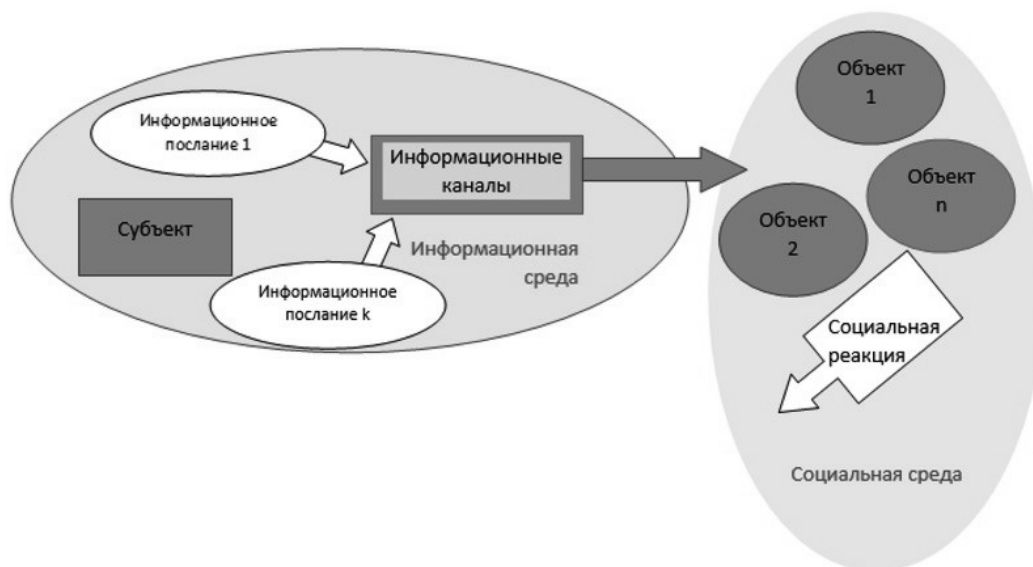 Информационное
послание 1
Субъект
Информационное
послание k
Информационные
каналы
Информационная
среда
Объект
1
Объект
2
Объект
n
Социальная
реакция
Социальная среда